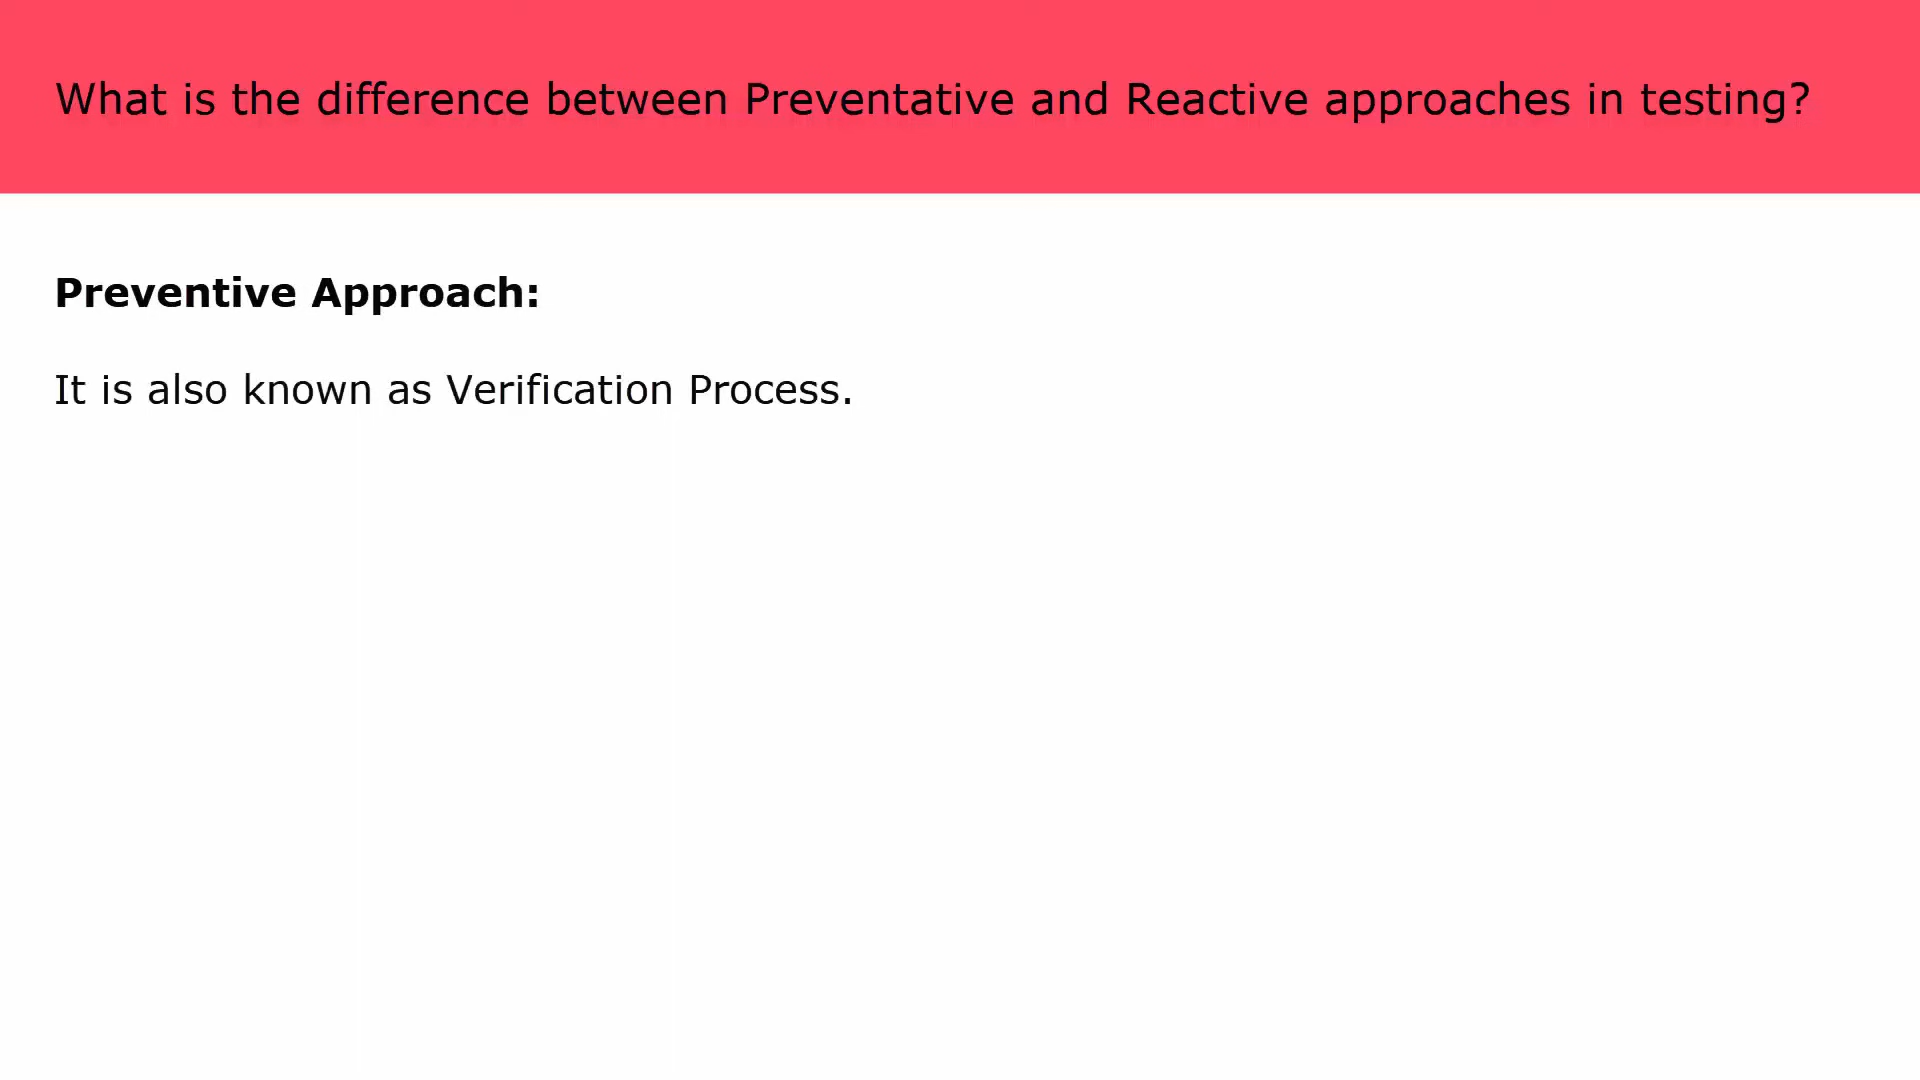 What is the difference between Preventative and Reactive approaches in testing?
Preventive Approach:
It is also known as Verification Process.